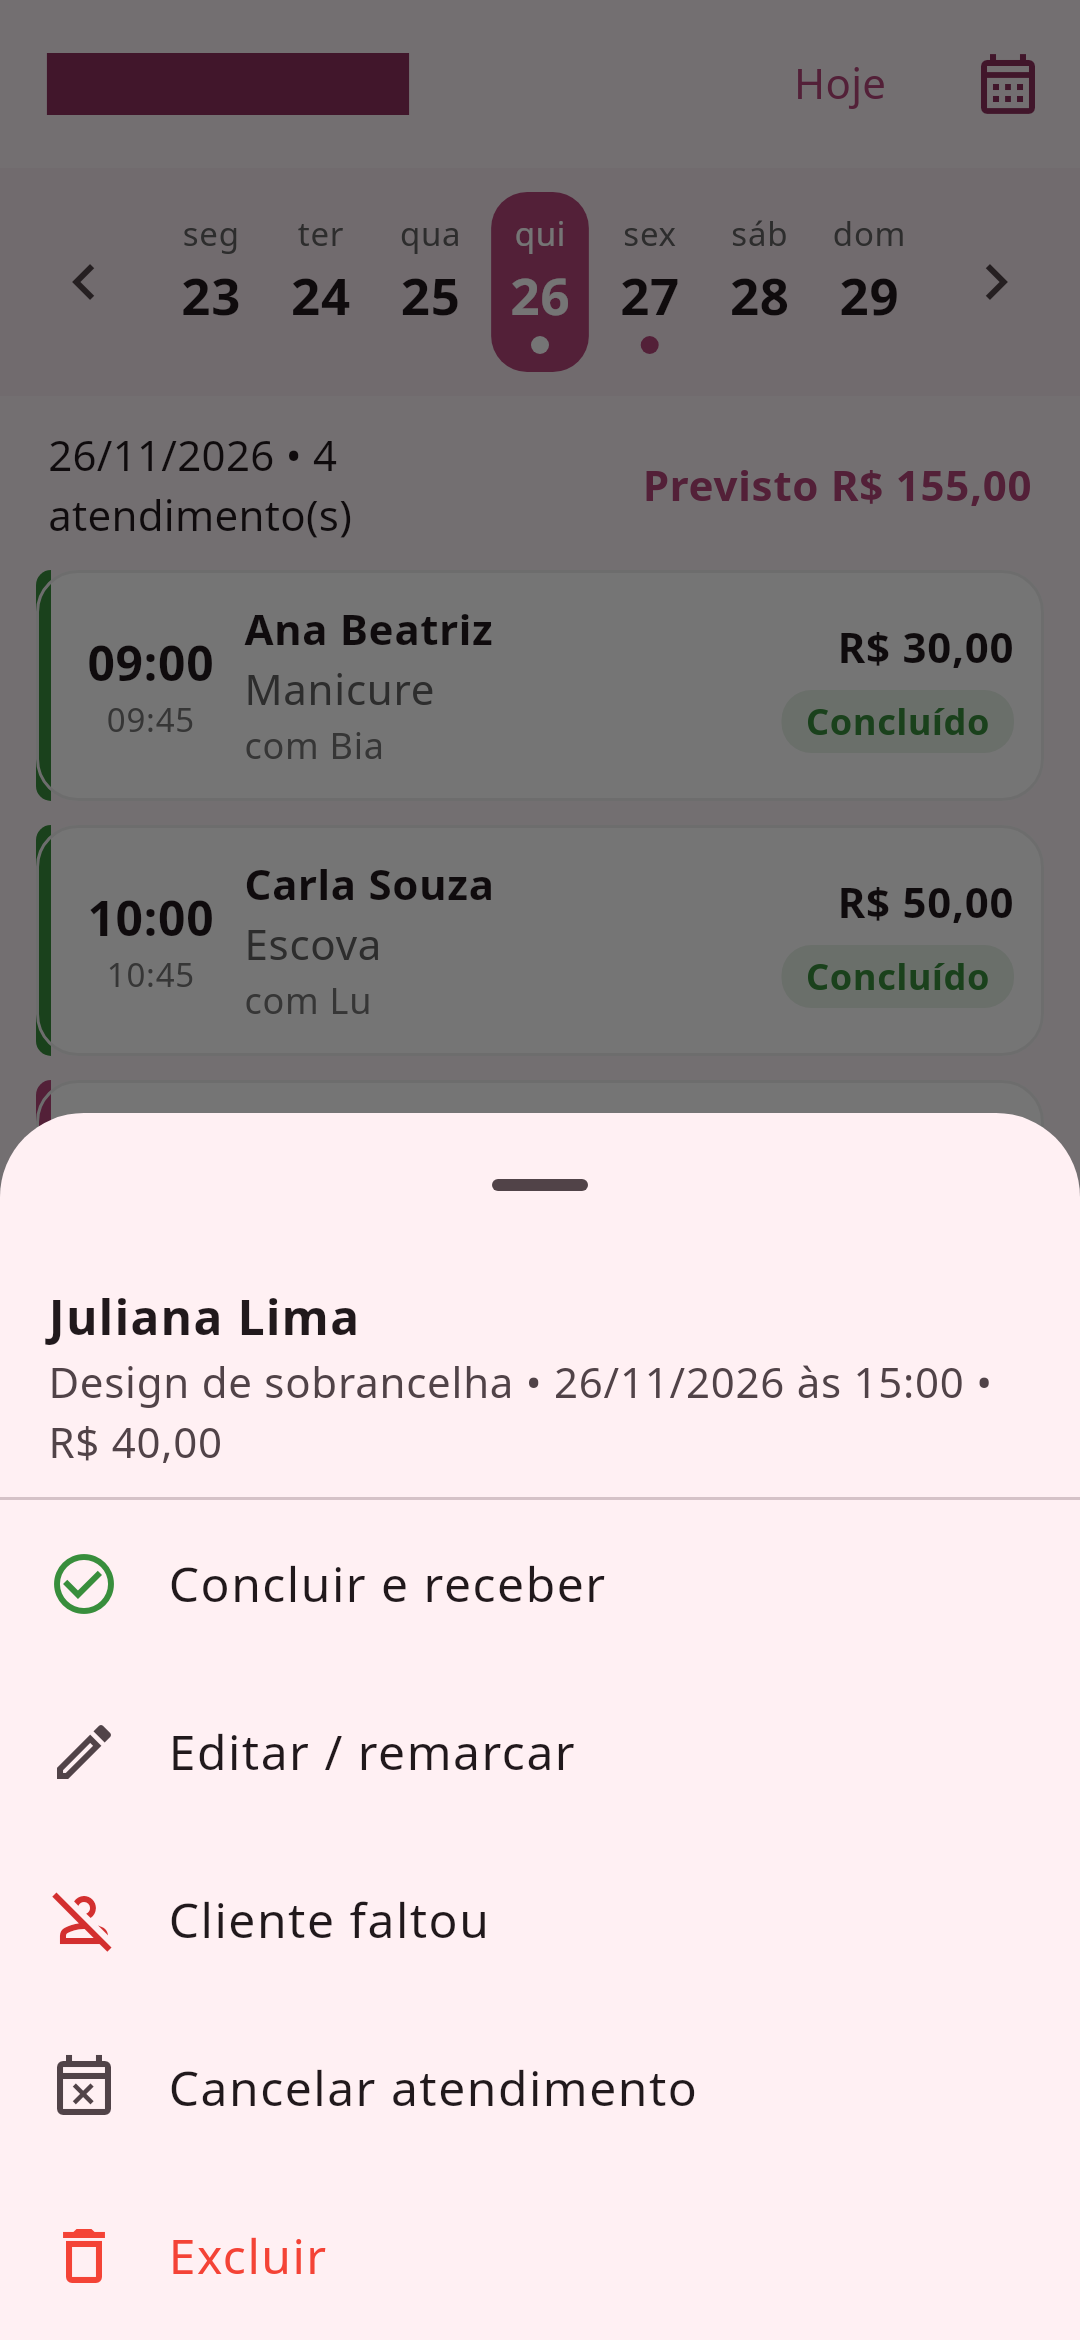 Hoje
seg ter qua qui sex sáb dom
23 24 25 26 27 28 29
26/11/2026 • 4
atendimento(s)
Previsto R$ 155,00
Ana Beatriz
09:00
R$ 30,00
Manicure
09:45
Concluído
com Bia
Carla Souza
10:00
R$ 50,00
Escova
10:45
Concluído
com Lu
Juliana Lima
Design de sobrancelha • 26/11/2026 às 15:00 •
R$ 40,00
Concluir e receber
Editar / remarcar
Cliente faltou
Cancelar atendimento
Excluir